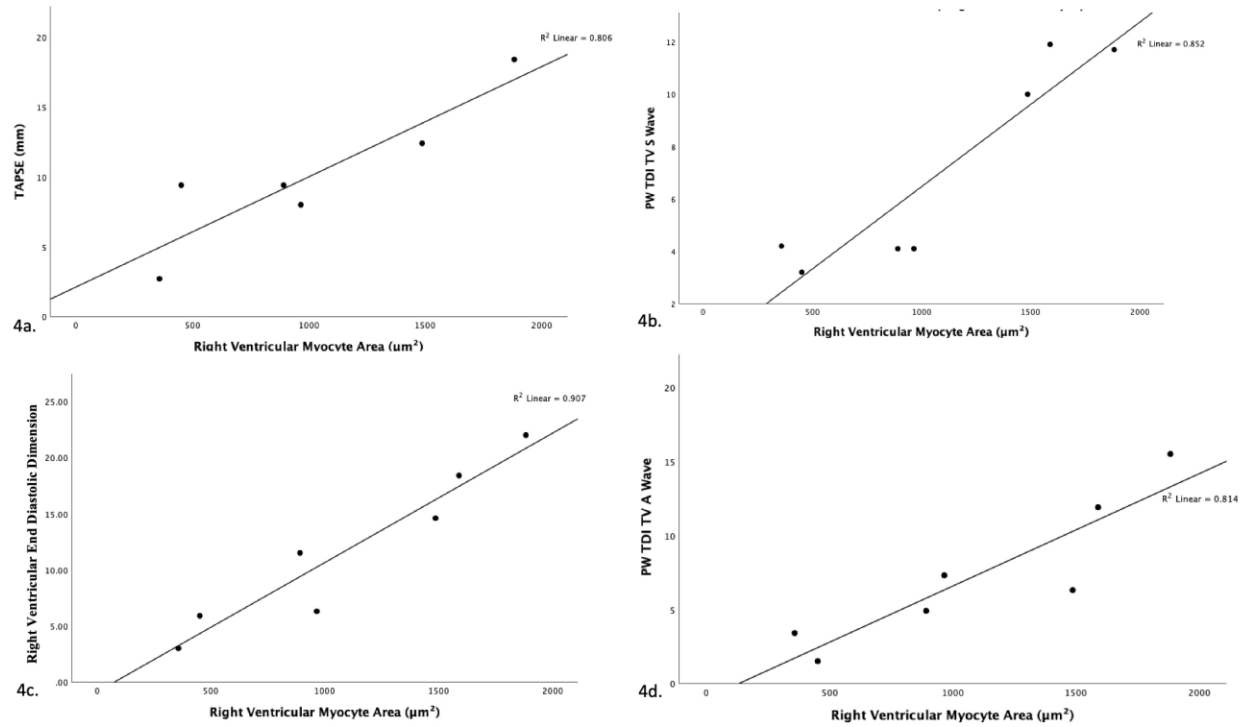 20
15
10
5
0
TAPSE (mm)
R² Linear = 0.806
0 500 1000 1500 2000
4a.
Right Ventricular Myocyte Area (µm²)
12
10
8
6
4
2
PW TDI TV S Wave
R² Linear = 0.852
0 500 1000 1500 2000
4b.
Right Ventricular Myocyte Area (µm²)
25.00
20.00
15.00
10.00
5.00
.00
Right Ventricular End Diastolic Dimension
R² Linear = 0.907
0 500 1000 1500 2000
4c.
Right Ventricular Myocyte Area (µm²)
20
15
10
5
0
PW TDI TV A Wave
R² Linear = 0.814
0 500 1000 1500 2000
4d.
Right Ventricular Myocyte Area (µm²)